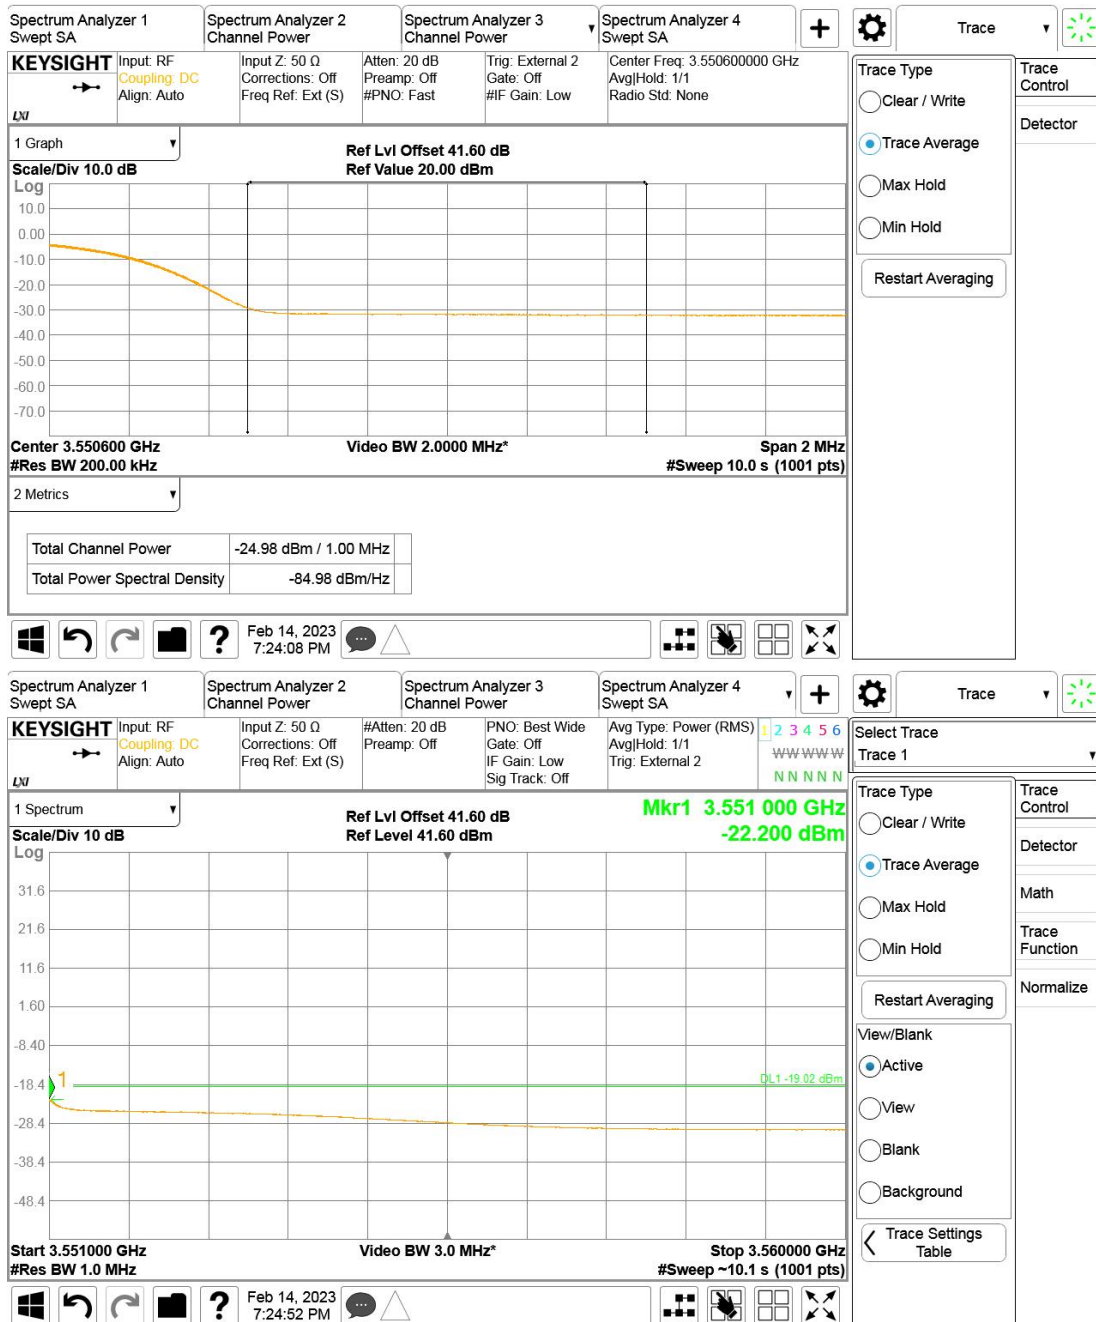 Spectrum Analyzer 1
Swept SA
Spectrum Analyzer 2
Channel Power
Spectrum Analyzer 3
Channel Power
Spectrum Analyzer 4
Swept SA
Trace
KEYSIGHT
LXI
Input: RF
Coupling: DC
Align: Auto
Input Z: 50 Ω
Corrections: Off
Freq Ref: Ext (S)
Atten: 20 dB
Preamp: Off
#PNO: Fast
Trig: External 2
Gate: Off
#IF Gain: Low
Center Freq: 3.550600000 GHz
Avg|Hold: 1/1
Radio Std: None
Trace Type
Clear / Write
Trace Average
Max Hold
Min Hold
Restart Averaging
Trace
Control
Detector
1 Graph
Scale/Div 10.0 dB
Ref Lvl Offset 41.60 dB
Ref Value 20.00 dBm
Log
10.0
0.00
-10.0
-20.0
-30.0
-40.0
-50.0
-60.0
-70.0
Center 3.550600 GHz
#Res BW 200.00 kHz
Video BW 2.0000 MHz*
Span 2 MHz
#Sweep 10.0 s (1001 pts)
2 Metrics
Total Channel Power -24.98 dBm / 1.00 MHz
Total Power Spectral Density -84.98 dBm/Hz
?
Feb 14, 2023
7:24:08 PM
Spectrum Analyzer 1
Swept SA
Spectrum Analyzer 2
Channel Power
Spectrum Analyzer 3
Channel Power
Spectrum Analyzer 4
Swept SA
Trace
KEYSIGHT
LXI
Input: RF
Coupling: DC
Align: Auto
Input Z: 50 Ω
Corrections: Off
Freq Ref: Ext (S)
#Atten: 20 dB
Preamp: Off
PNO: Best Wide
Gate: Off
IF Gain: Low
Sig Track: Off
Avg Type: Power (RMS)
Avg|Hold: 1/1
Trig: External 2
1 2 3 4 5 6
W W W W W
N N N N N
Select Trace
Trace 1
Trace Type
Clear / Write
Trace Average
Max Hold
Min Hold
Restart Averaging
View/Blank
Active
View
Blank
Background
Trace Settings
Table
Trace
Control
Detector
Math
Trace
Function
Normalize
1 Spectrum
Scale/Div 10 dB
Ref Lvl Offset 41.60 dB
Ref Level 41.60 dBm
Mkr1 3.551 000 GHz
-22.200 dBm
Log
31.6
21.6
11.6
1.60
-8.40
-18.4
-28.4
-38.4
-48.4
1
DL1 -19.02 dBm
Start 3.551000 GHz
#Res BW 1.0 MHz
Video BW 3.0 MHz*
Stop 3.560000 GHz
#Sweep ~10.1 s (1001 pts)
?
Feb 14, 2023
7:24:52 PM